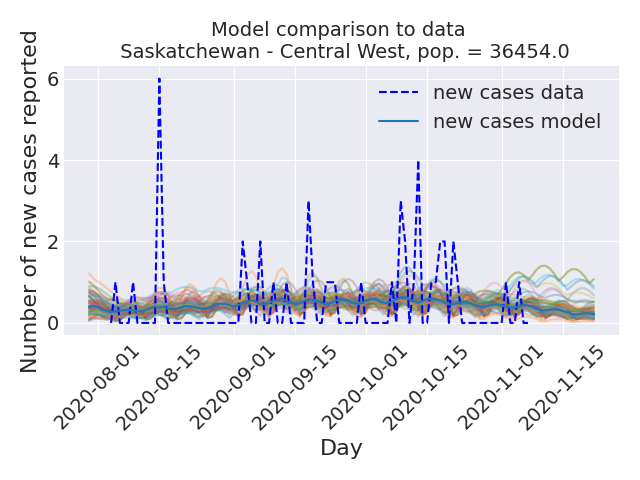 Model comparison to data
Saskatchewan - Central West, pop. = 36454.0
Number of new cases reported
6
4
2
0
new cases data
new cases model
2020-08-01
2020-08-15
2020-09-01
2020-09-15
2020-10-01
2020-10-15
2020-11-01
2020-11-15
Day